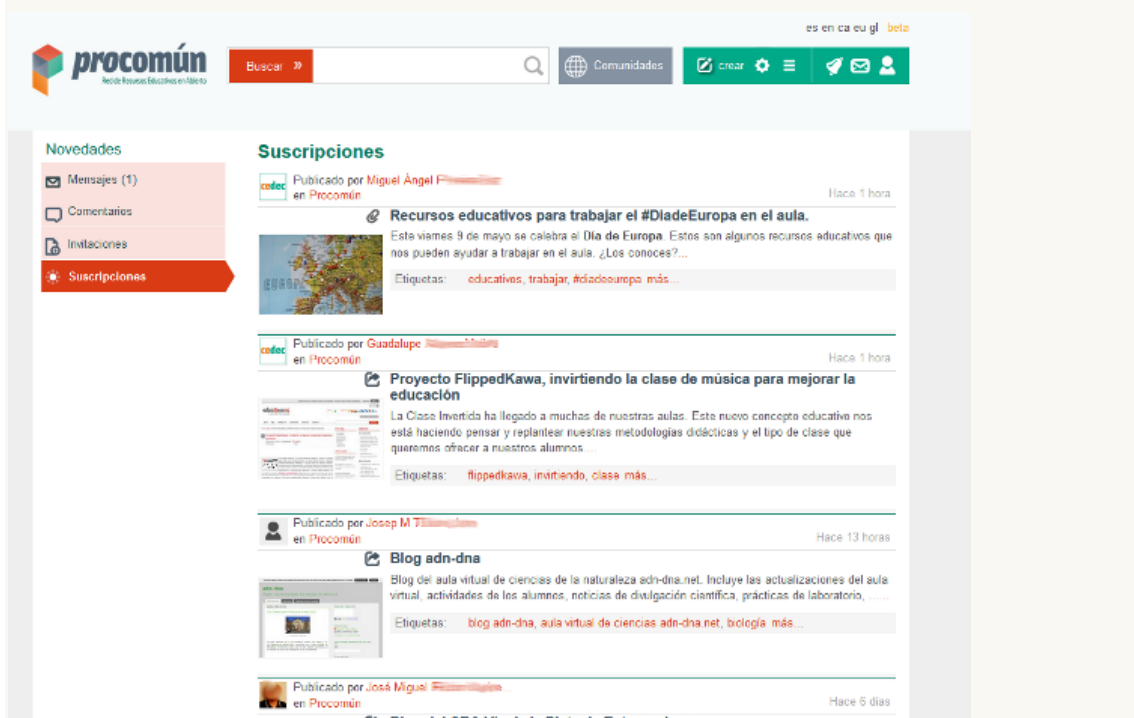 es en ca eu gl beta
procomún
Red de Recursos Educativos en Abierto
Buscar »
Comunidades
crear
Novedades
Mensajes (1)
Comentarios
Invitaciones
Suscripciones
Suscripciones
cedec
Publicado por Miguel Ángel
en Procomún
Hace 1 hora
Recursos educativos para trabajar el #DiadeEuropa en el aula.
Este viernes 9 de mayo se celebra el Día de Europa. Estos son algunos recursos educativos que
nos pueden ayudar a trabajar en el aula. ¿Los conoces?...
EUROPE
Etiquetas: educativos, trabajar, #diadeeuropa más...
cedec
Publicado por Guadalupe
en Procomún
Hace 1 hora
Proyecto FlippedKawa, invirtiendo la clase de música para mejorar la
educación
La Clase Invertida ha llegado a muchas de nuestras aulas. Este nuevo concepto educativo nos
está haciendo pensar y replantear nuestras metodologías didácticas y el tipo de clase que
queremos ofrecer a nuestros alumnos....
Etiquetas: flippedkawa, invirtiendo, clase más...
Publicado por Josep M
en Procomún
Hace 13 horas
Blog adn-dna
Blog del aula virtual de ciencias de la naturaleza adn-dna.net. Incluye las actualizaciones del aula
virtual, actividades de los alumnos, noticias de divulgación científica, prácticas de laboratorio, ......
Etiquetas: blog adn-dna, aula virtual de ciencias adn-dna.net, biología más...
Publicado por José Miguel
en Procomún
Hace 6 días